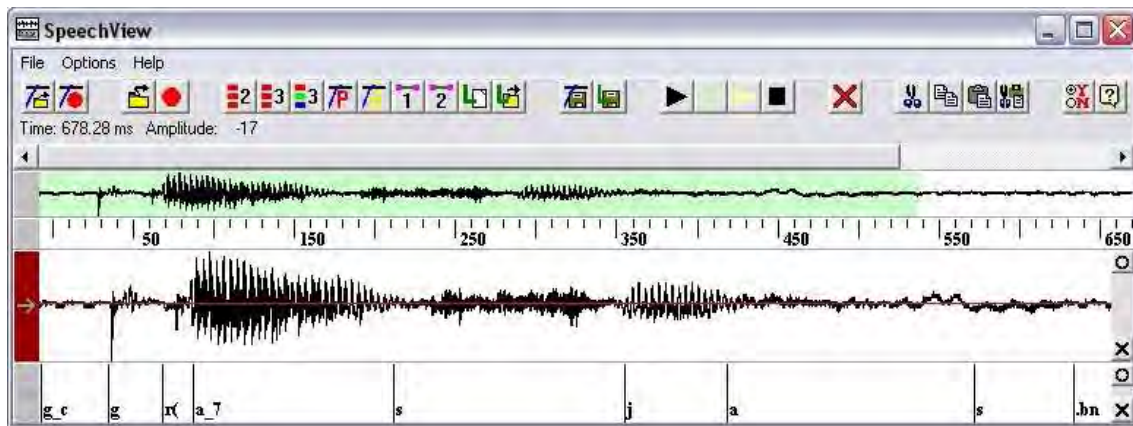 SpeechView
File Options Help
2 3 3 P 1 2
Time: 678.28 ms Amplitude: -17
50 150 250 350 450 550 650
g_c g r( a_7 s j a s .bn